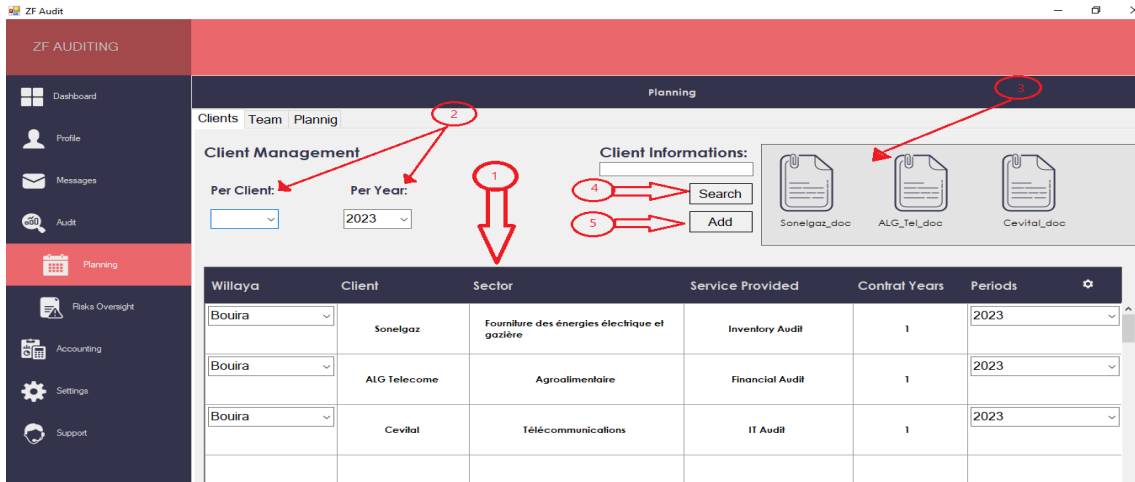 ZF Audit
ZF AUDITING
Dashboard
Profile
Messages
Audit
Planning
Risks Oversight
Accounting
Settings
Support
Planning
3
Clients Team Plannig
2
Client Management
Client Informations:
1
Per Client: Per Year:
2023
4
Search
5
Add
Sonelgaz_doc ALG_Tel_doc Cevital_doc
Willaya Client Sector Service Provided Contrat Years Periods
Bouira Sonelgaz Fourniture des énergies électrique et
gazière Inventory Audit 1 2023
Bouira ALG Telecome Agroalimentaire Financial Audit 1 2023
Bouira Cevital Télécommunications IT Audit 1 2023